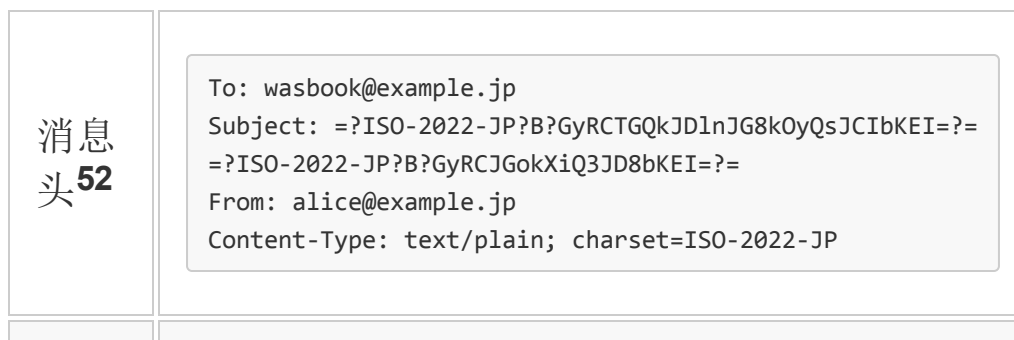 消息
头52
To: wasbook@example.jp
Subject: =?ISO-2022-JP?B?GyRCTGQkJDlnJG8kOyQsJCIbKEI=?=
=?ISO-2022-JP?B?GyRCJGokXiQ3JD8bKEI=?=
From: alice@example.jp
Content-Type: text/plain; charset=ISO-2022-JP